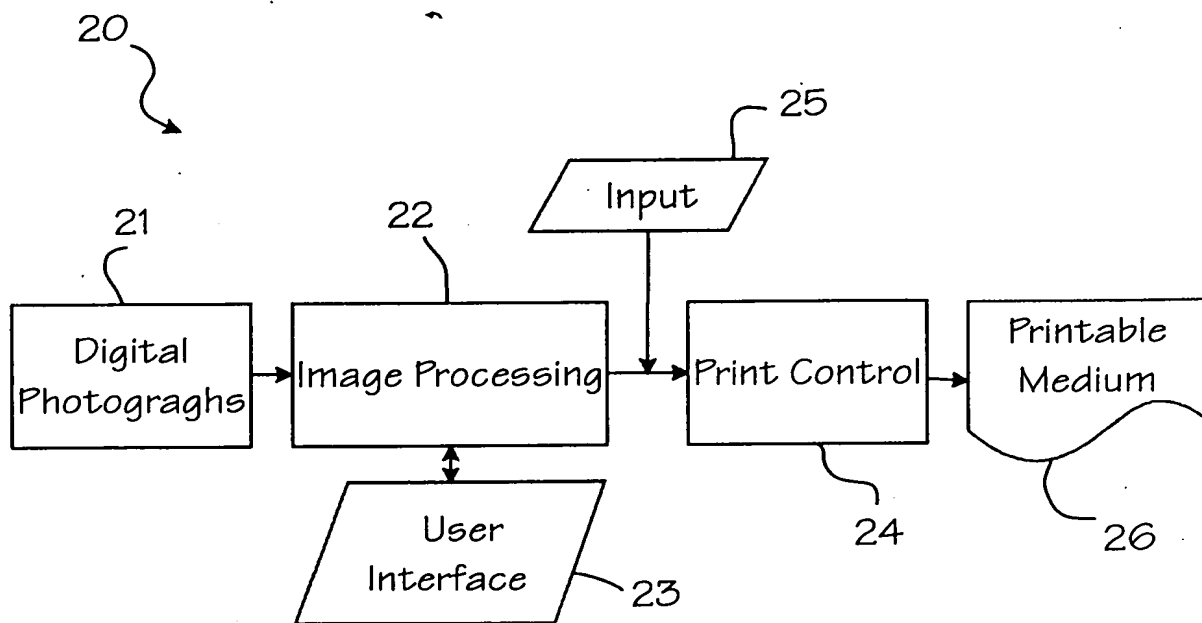 20
25
Input
21
22
Digital
Photograghs
Image Processing
Print Control
Printable
Medium
User
Interface
23
24
26